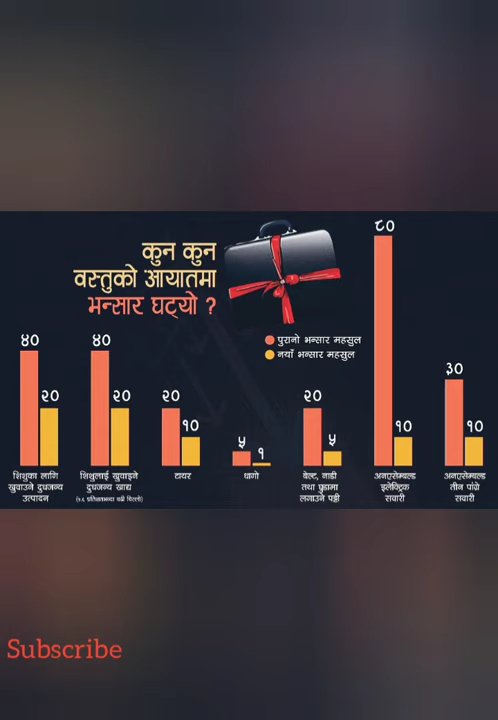 कुन कुन
वस्तुको आयातमा
भन्सार घट्यो ?
पुरानो भन्सार महसुल
नयाँ भन्सार महसुल
४० २०
४० २०
२० १०
५ १
२० ५
८० १०
३० १०
शिशुका लागि
खुवाउने दुधजन्य
उत्पादन
शिशुलाई खुवाइने
दुधजन्य खाद्य
टायर
धागो
बेल्ट, नाडी
तथा
लगाउने पट्टी
अनएसेम्बल्ड
इलेक्ट्रिक
सवारी
अनएसेम्बल्ड
तीन पांग्रे
सवारी
Subscribe